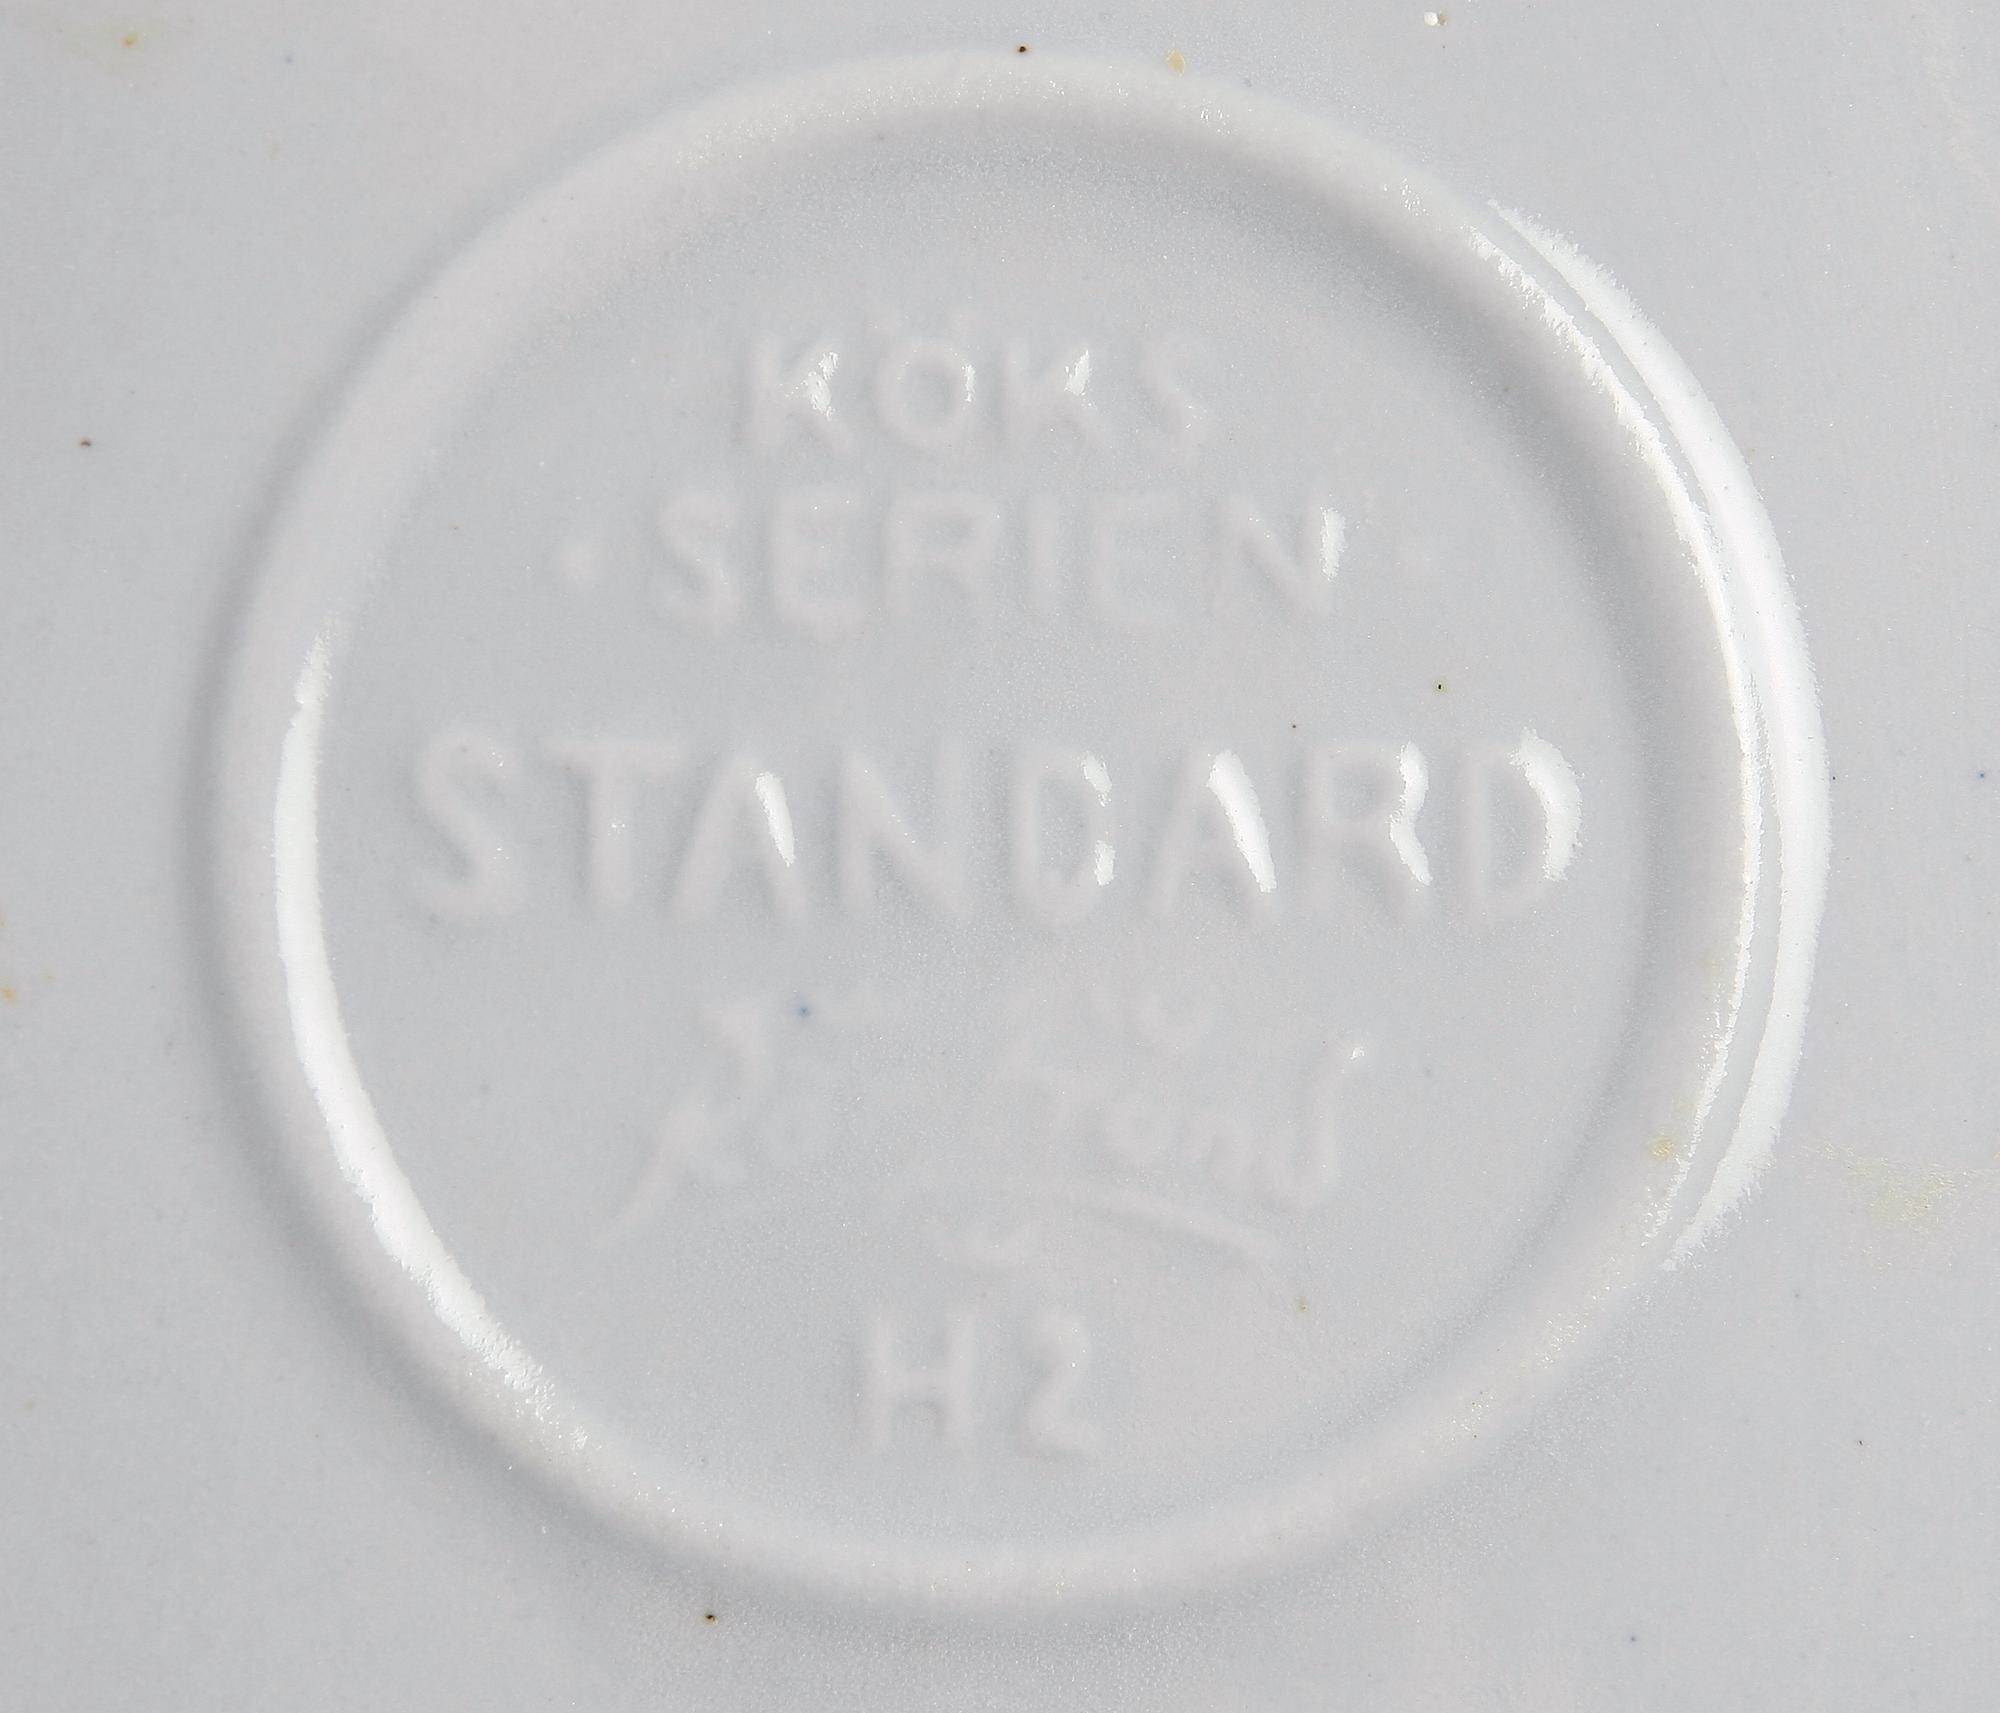 KÖKS
· SERIEN ·
STANDARD
H2